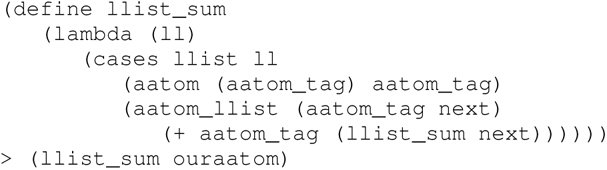 (define llist_sum
(lambda (ll)
(cases llist ll
(aatom (aatom_tag) aatom_tag)
(aatom_llist (aatom_tag next)
(+ aatom_tag (llist_sum next))))))
> (llist_sum ouraatom)